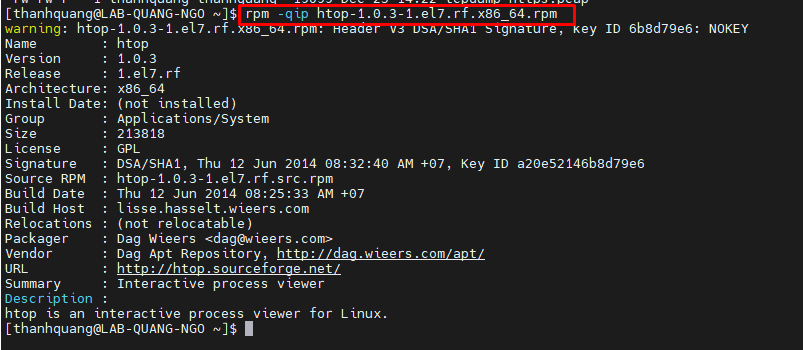 [thanhquang@LAB-QUANG-NGO ~]$ rpm -qip htop-1.0.3-1.el7.rf.x86_64.rpm
warning: htop-1.0.3-1.el7.rf.x86_64.rpm: Header V3 DSA/SHA1 Signature, key ID 6b8d79e6: NOKEY
Name        : htop
Version     : 1.0.3
Release     : 1.el7.rf
Architecture: x86_64
Install Date: (not installed)
Group       : Applications/System
Size        : 213818
License     : GPL
Signature   : DSA/SHA1, Thu 12 Jun 2014 08:32:40 AM +07, Key ID a20e52146b8d79e6
Source RPM  : htop-1.0.3-1.el7.rf.src.rpm
Build Date  : Thu 12 Jun 2014 08:25:33 AM +07
Build Host  : lisse.hasselt.wieers.com
Relocations : (not relocatable)
Packager    : Dag Wieers <dag@wieers.com>
Vendor      : Dag Apt Repository, http://dag.wieers.com/apt/
URL         : http://htop.sourceforge.net/
Summary     : Interactive process viewer
Description :
htop is an interactive process viewer for Linux.
[thanhquang@LAB-QUANG-NGO ~]$